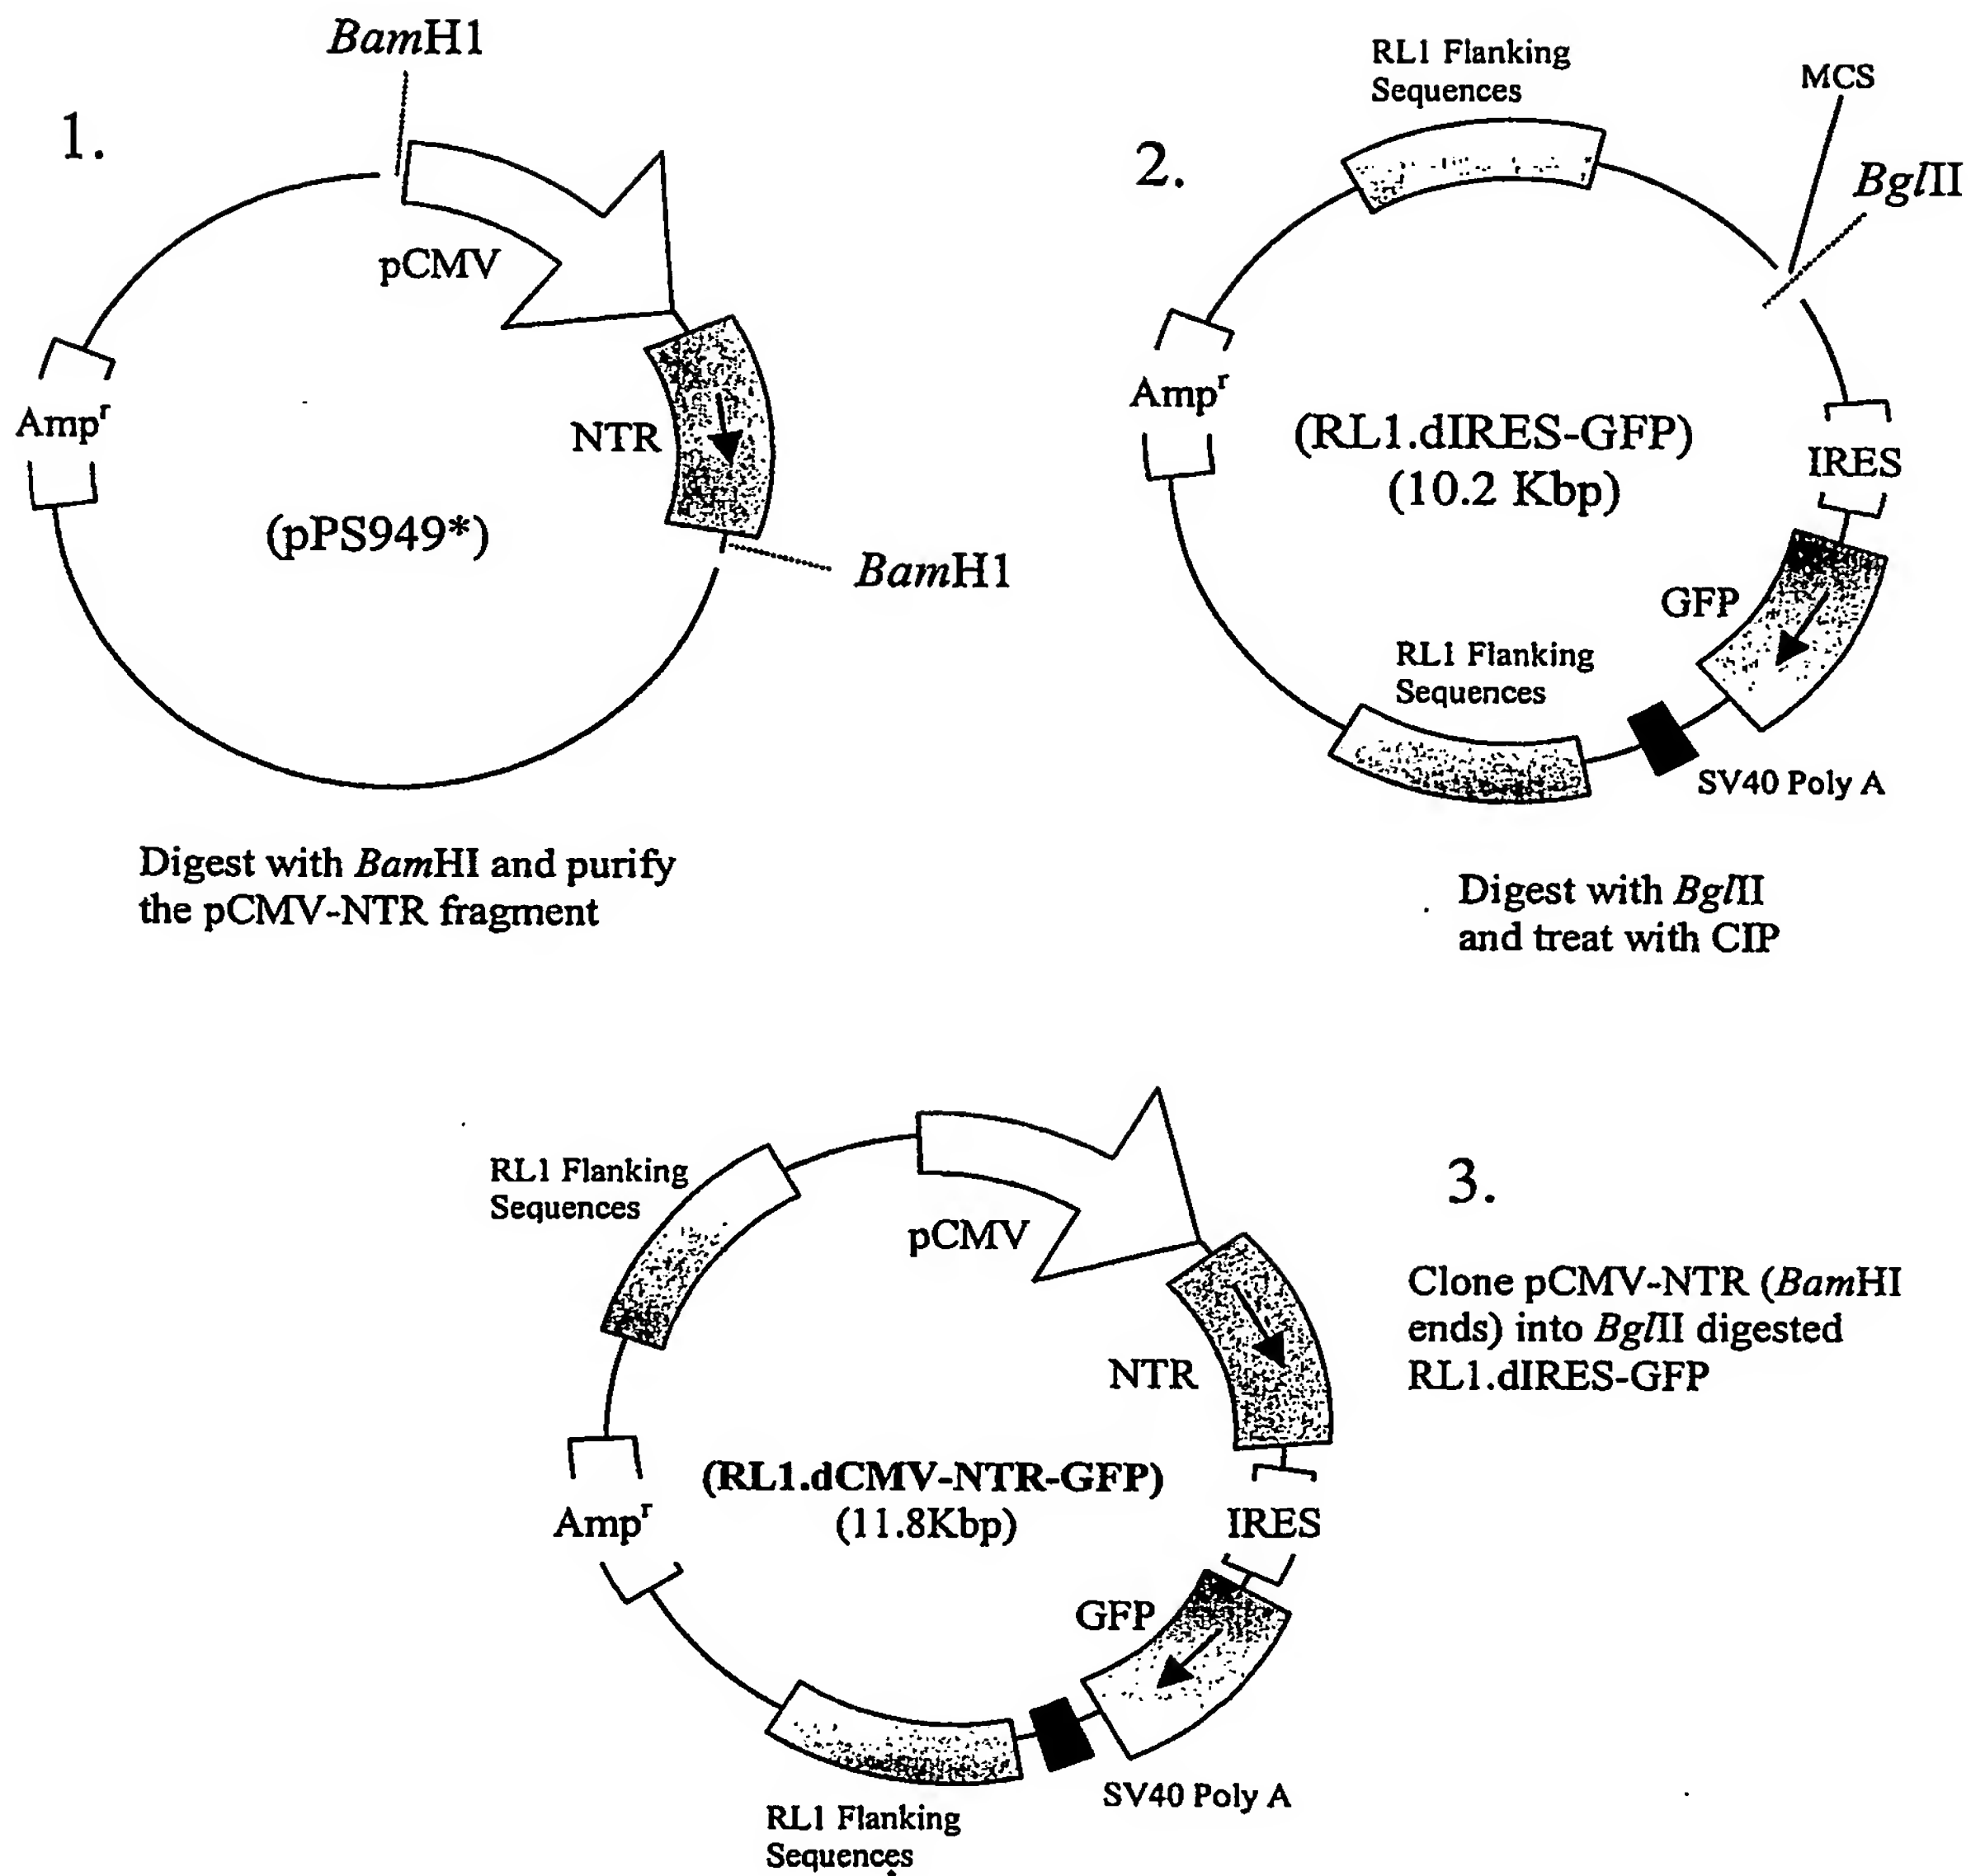 1.
BamH1
pCMV
Ampʳ
NTR
(pPS949*)
BamH1
Digest with BamHI and purify
the pCMV-NTR fragment
2.
RL1 Flanking
Sequences
MCS
BglII
Ampʳ
(RL1.dIRES-GFP)
(10.2 Kbp)
IRES
GFP
RL1 Flanking
Sequences
SV40 Poly A
Digest with BglII
and treat with CIP
3.
RL1 Flanking
Sequences
pCMV
NTR
Clone pCMV-NTR (BamHI
ends) into BglII digested
RL1.dIRES-GFP
(RL1.dCMV-NTR-GFP)
(11.8Kbp)
Ampʳ
IRES
GFP
SV40 Poly A
RL1 Flanking
Sequences